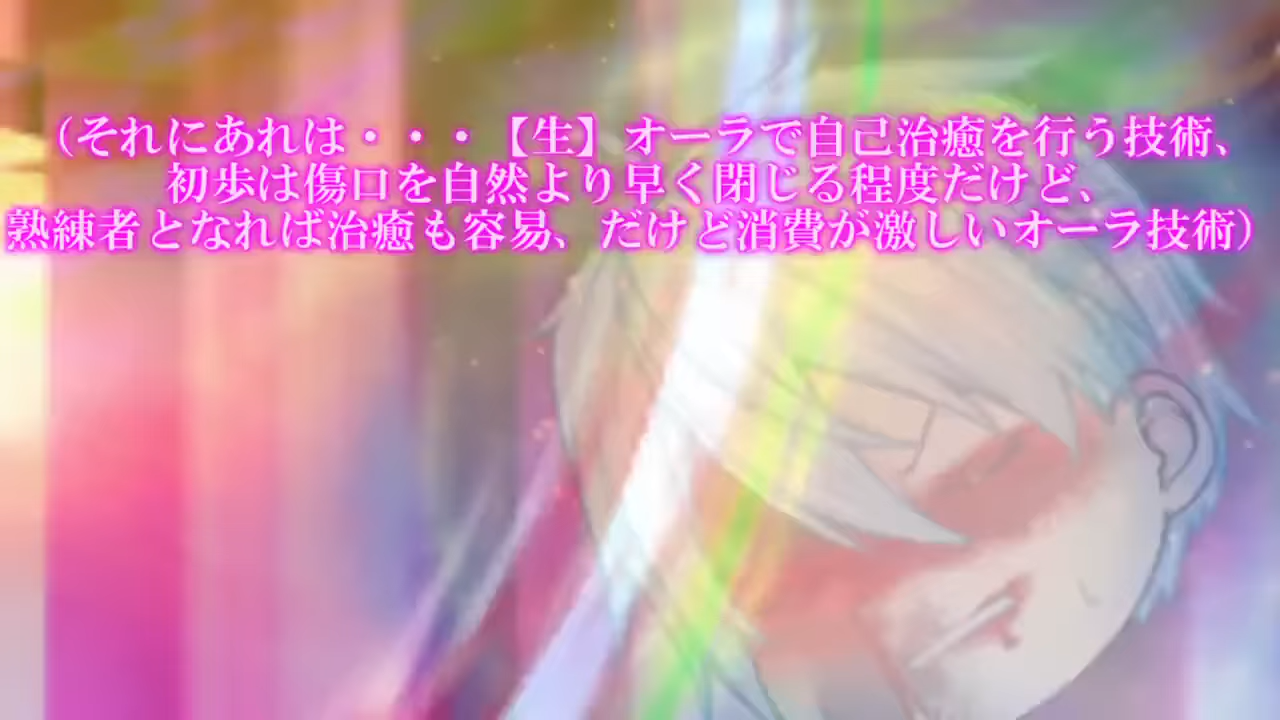 （それにあれは・・・【生】オーラで自己治癒を行う技術、
初歩は傷口を自然より早く閉じる程度だけど、
熟練者となれば治癒も容易、だけど消費が激しいオーラ技術）